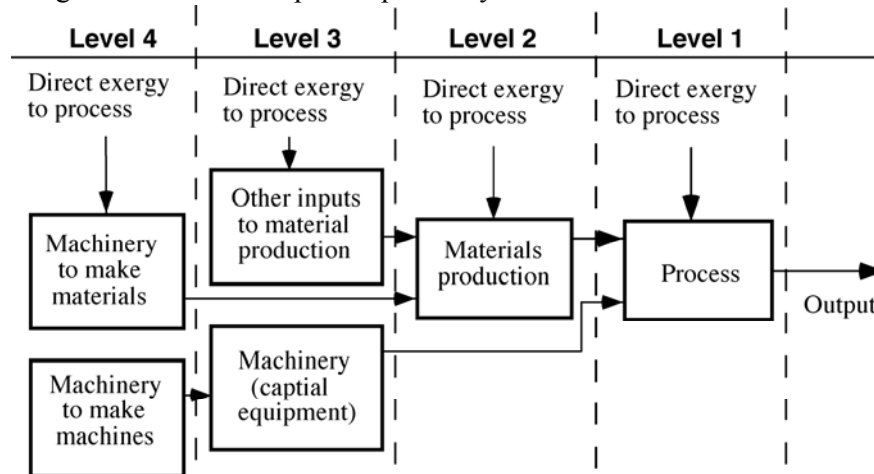 Level 4
Level 3
Level 2
Level 1
Direct exergy
to process
Direct exergy
to process
Direct exergy
to process
Direct exergy
to process
Machinery
to make
materials
Other inputs
to material
production
Materials
production
Process
Output
Machinery
to make
machines
Machinery
(captial
equipment)